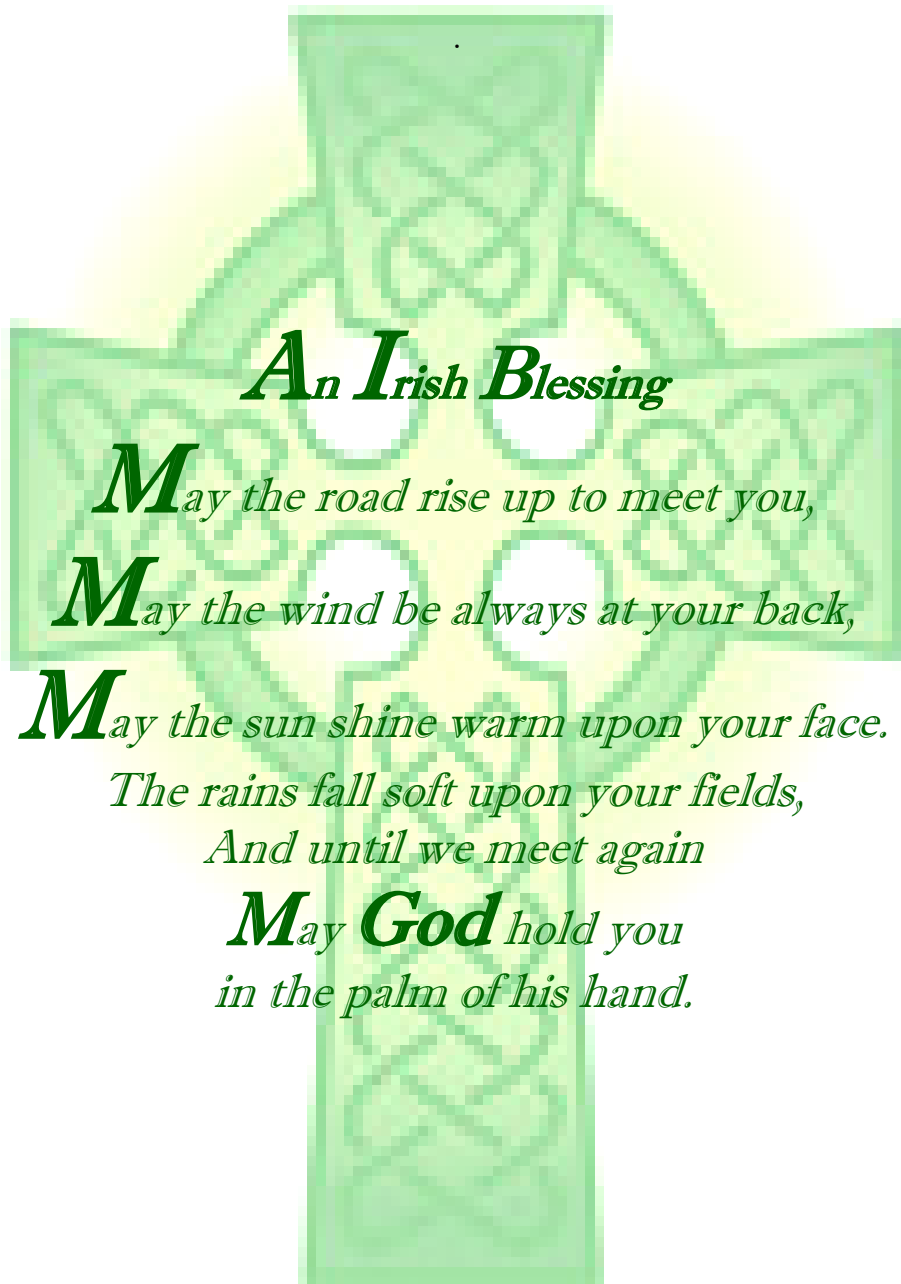 .
An Irish Blessing
May the road rise up to meet you,
May the wind be always at your back,
May the sun shine warm upon your face.
The rains fall soft upon your fields,
And until we meet again
May God hold you
in the palm of his hand.